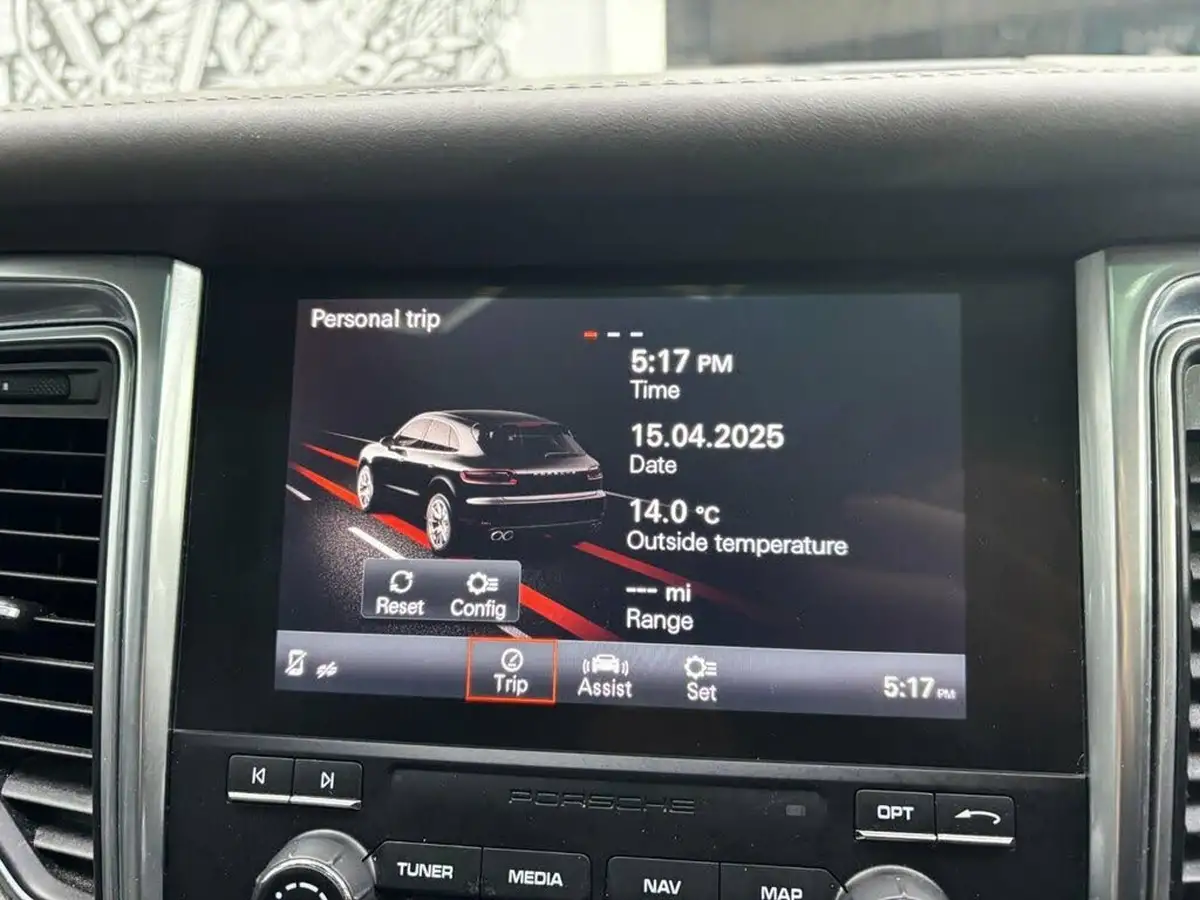 Personal trip
5:17 PM
Time
15.04.2025
Date
14.0 °C
Outside temperature
--- mi
Range
Reset Config
Trip Assist Set 5:17 PM
PORSCHE
OPT
TUNER MEDIA NAV MAP